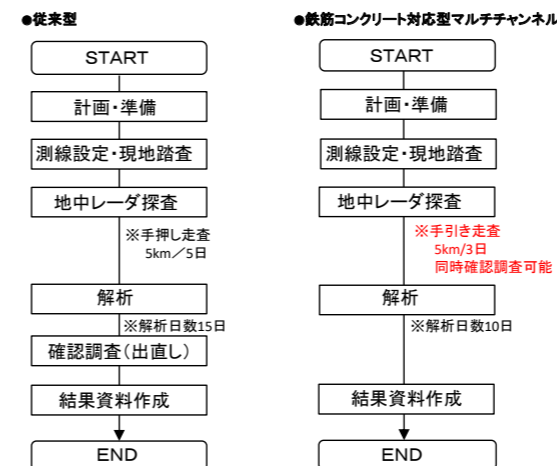 ●従来型
START
計画・準備
測線設定・現地踏査
地中レーダ探査
※手押し走査
5km／5日
解析
※解析日数15日
確認調査(出直し)
結果資料作成
END
●鉄筋コンクリート対応型マルチチャンネル
START
計画・準備
測線設定・現地踏査
地中レーダ探査
※手引き走査
5km/3日
同時確認調査可能
解析
※解析日数10日
結果資料作成
END